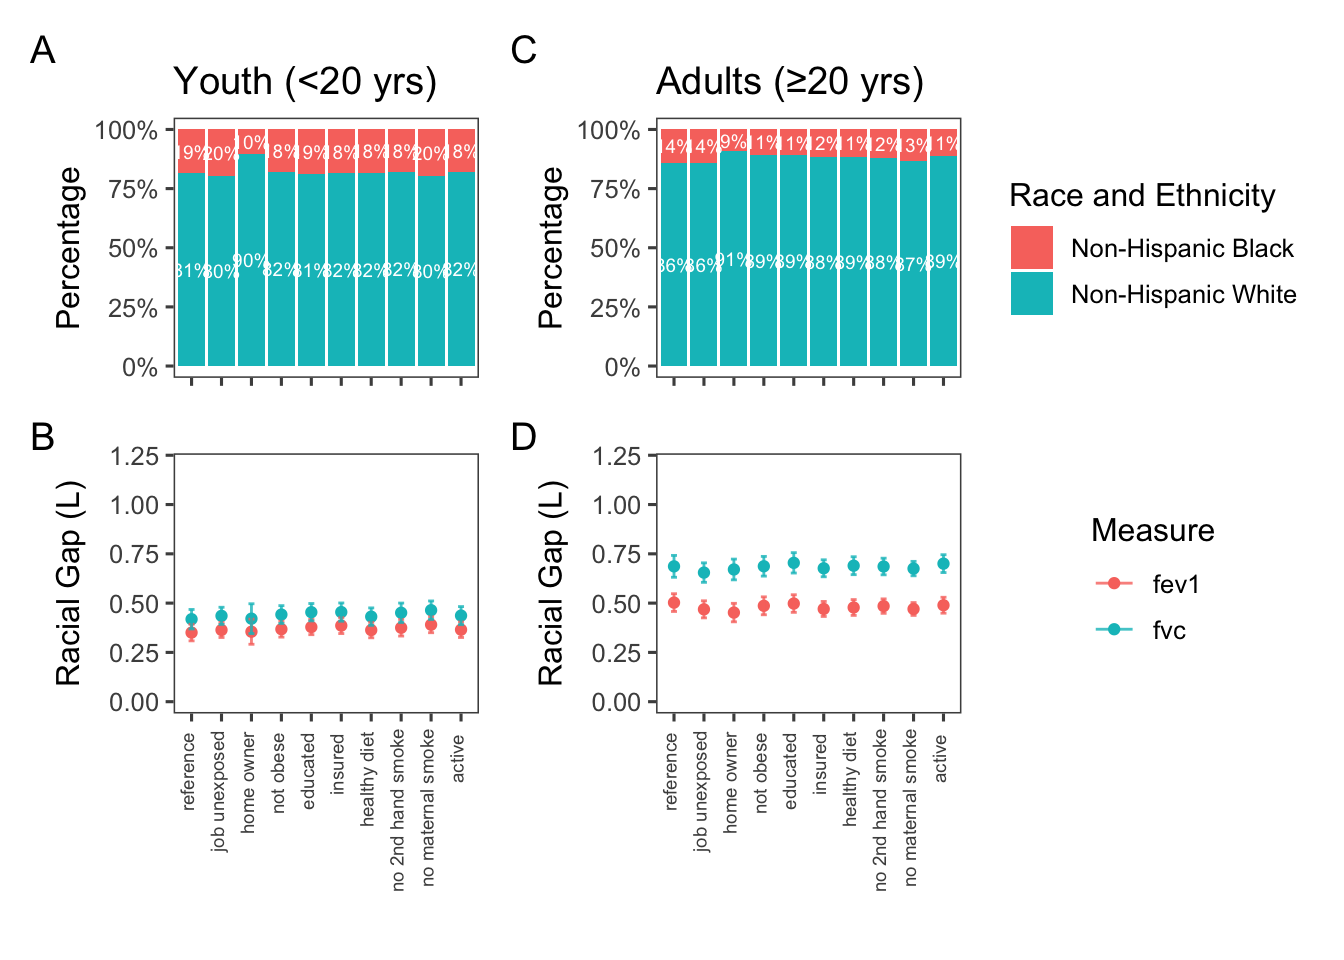 A
C
Youth (<20 yrs)
Adults (≥20 yrs)
Percentage
100%
75%
50%
25%
0%
19% 20% 10% 18% 19% 18% 18% 18% 20% 18%
81% 80% 90% 82% 81% 82% 82% 82% 80% 82%
Percentage
100%
75%
50%
25%
0%
14% 14% 9% 11% 11% 12% 11% 12% 13% 11%
86% 86% 91% 89% 89% 88% 89% 88% 87% 89%
Race and Ethnicity
Non-Hispanic Black
Non-Hispanic White
B
D
Racial Gap (L)
1.25
1.00
0.75
0.50
0.25
0.00
reference
job unexposed
home owner
not obese
educated
insured
healthy diet
no 2nd hand smoke
no maternal smoke
active
Racial Gap (L)
1.25
1.00
0.75
0.50
0.25
0.00
reference
job unexposed
home owner
not obese
educated
insured
healthy diet
no 2nd hand smoke
no maternal smoke
active
Measure
fev1
fvc